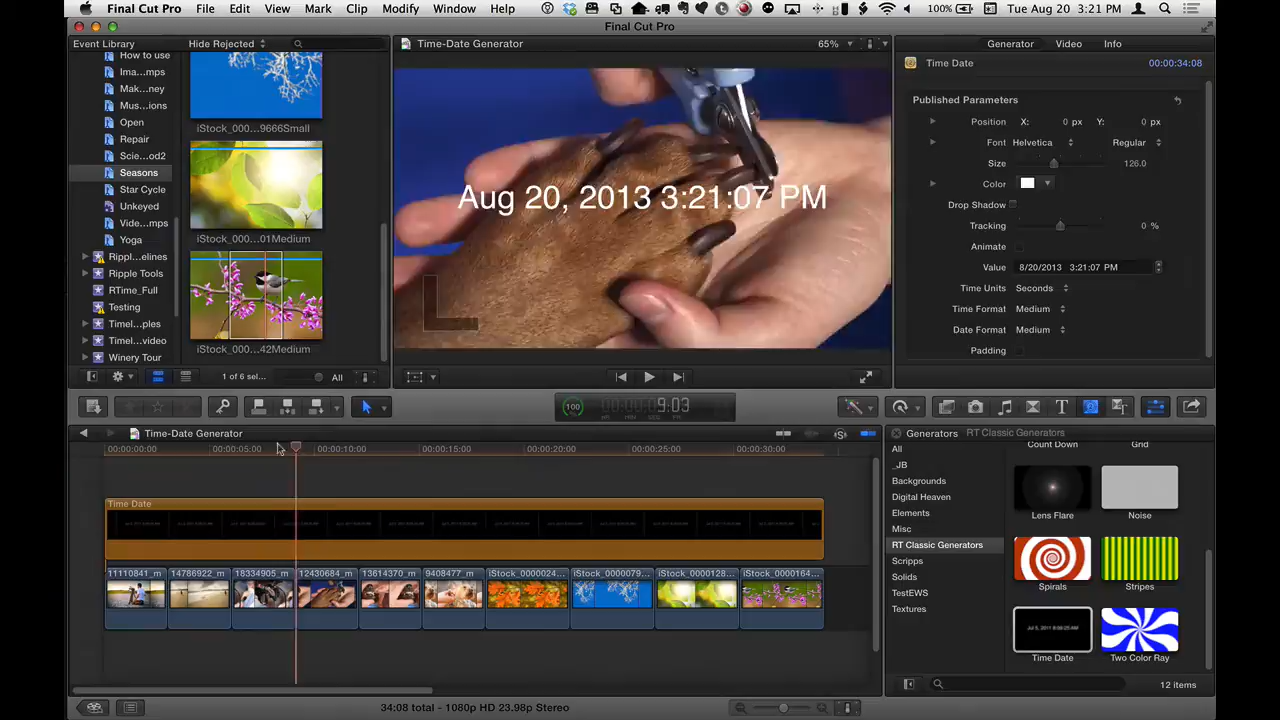 Final Cut Pro File Edit View Mark Clip Modify Window Help 100% Tue Aug 20 3:21 PM
Final Cut Pro
Event Library Hide Rejected
How to use
Ima...mps
Mak...ney
Mus...ions
Open
Repair
Scie...od2
Seasons
Star Cycle
Unkeyed
Vide...mps
Yoga
Rippl...elines
Ripple Tools
RTime_Full
Testing
Timel...ples
Timel...video
Winery Tour
iStock_000...9666Small
iStock_000...01Medium
iStock_000...42Medium
1 of 6 sel... All
Time-Date Generator 65%
Aug 20, 2013 3:21:07 PM
Generator Video Info
Time Date 00:00:34:08
Published Parameters
Position X: 0 px Y: 0 px
Font Helvetica Regular
Size 126.0
Color
Drop Shadow
Tracking 0 %
Animate
Value 8/20/2013 3:21:07 PM
Time Units Seconds
Time Format Medium
Date Format Medium
Padding
100 9:03
Time-Date Generator
00:00:00:00 00:00:05:00 00:00:10:00 00:00:15:00 00:00:20:00 00:00:25:00 00:00:30:00
Time Date
11110841_m 14786922_m 18334905_m 12430684_m 13614370_m 9408477_m iStock_0000024... iStock_0000079... iStock_0000128... iStock_0000164...
Generators RT Classic Generators
All
_JB
Backgrounds
Digital Heaven
Elements
Misc
RT Classic Generators
Scripps
Solids
TestEWS
Textures
Count Down Grid
Lens Flare Noise
Spirals Stripes
Time Date Two Color Ray
12 items
34:08 total - 1080p HD 23.98p Stereo